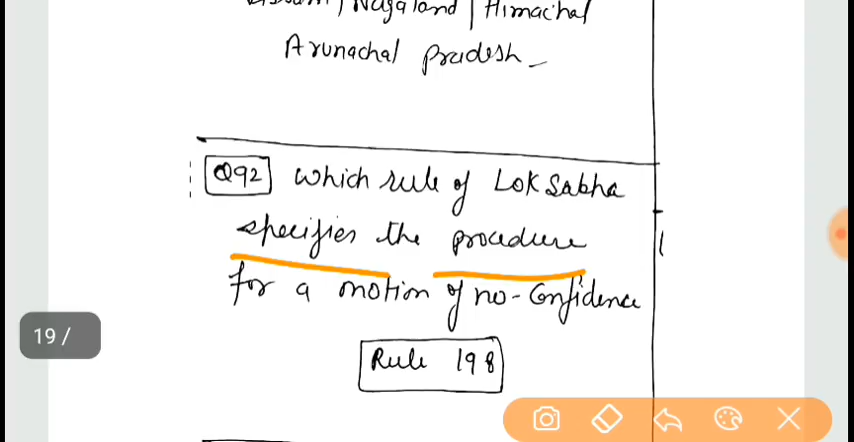 Nagaland | Himachal
Arunachal Pradesh -
Q92 which rule of Lok Sabha
specifies the procedure
for a motion of no-Confidence
Rule 198
19 /